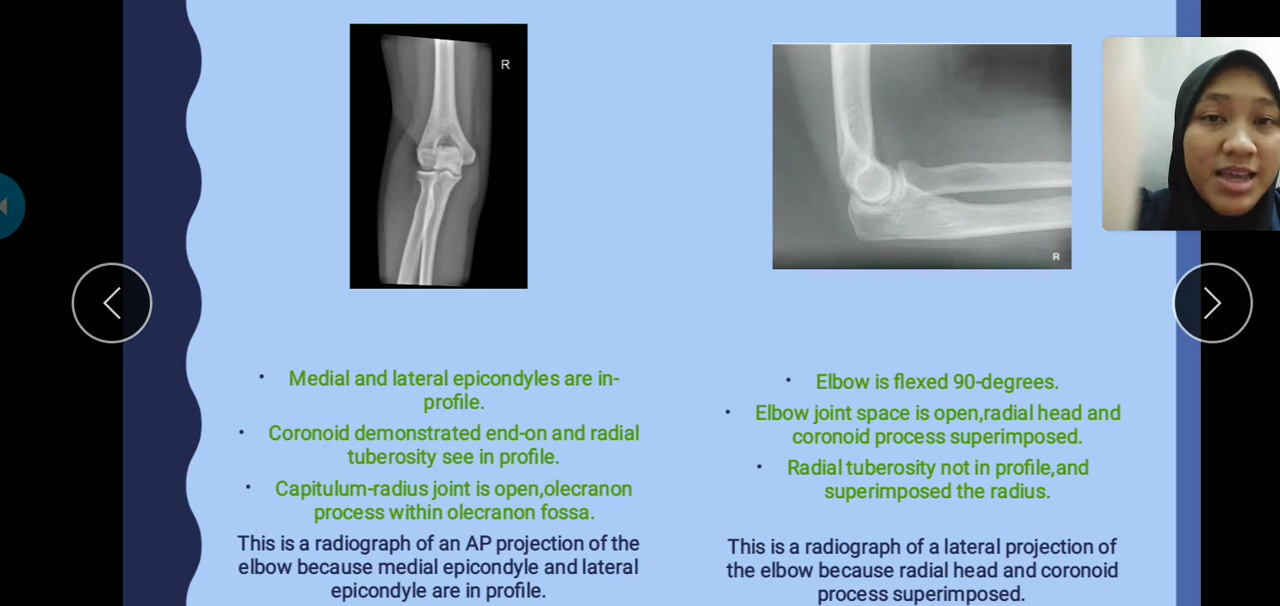 R
R
• Medial and lateral epicondyles are in-
profile.
• Coronoid demonstrated end-on and radial
tuberosity see in profile.
• Capitulum-radius joint is open,olecranon
process within olecranon fossa.
This is a radiograph of an AP projection of the
elbow because medial epicondyle and lateral
epicondyle are in profile.
• Elbow is flexed 90-degrees.
• Elbow joint space is open,radial head and
coronoid process superimposed.
• Radial tuberosity not in profile,and
superimposed the radius.
This is a radiograph of a lateral projection of
the elbow because radial head and coronoid
process superimposed.